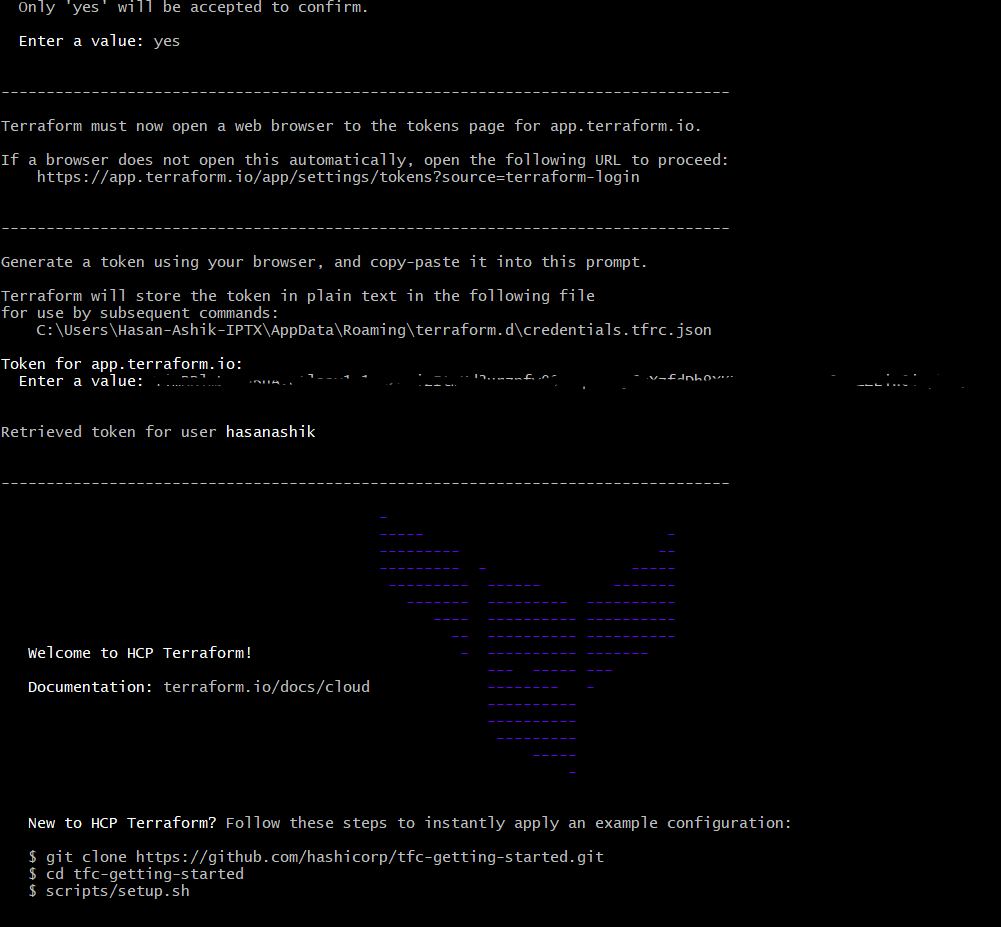 Only 'yes' will be accepted to confirm.
Enter a value: yes
---------------------------------------------------------------------------------
Terraform must now open a web browser to the tokens page for app.terraform.io.
If a browser does not open this automatically, open the following URL to proceed:
https://app.terraform.io/app/settings/tokens?source=terraform-login
---------------------------------------------------------------------------------
Generate a token using your browser, and copy-paste it into this prompt.
Terraform will store the token in plain text in the following file
for use by subsequent commands:
C:\Users\Hasan-Ashik-IPTX\AppData\Roaming\terraform.d\credentials.tfrc.json
Token for app.terraform.io:
Enter a value:
Retrieved token for user hasanashik
---------------------------------------------------------------------------------
Welcome to HCP Terraform!
Documentation: terraform.io/docs/cloud
New to HCP Terraform? Follow these steps to instantly apply an example configuration:
$ git clone https://github.com/hashicorp/tfc-getting-started.git
$ cd tfc-getting-started
$ scripts/setup.sh